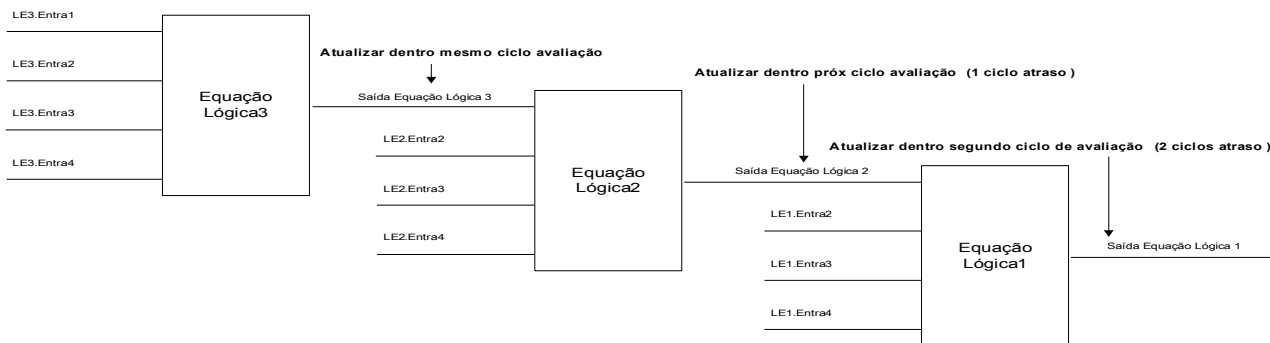 LE3.Entra1
LE3.Entra2
LE3.Entra3
LE3.Entra4
Equação
Lógica3
Atualizar dentro mesmo ciclo avaliação
Saída Equação Lógica 3
LE2.Entra2
LE2.Entra3
LE2.Entra4
Equação
Lógica2
Atualizar dentro próx ciclo avaliação (1 ciclo atraso )
Saída Equação Lógica 2
LE1.Entra2
LE1.Entra3
LE1.Entra4
Equação
Lógica1
Atualizar dentro segundo ciclo de avaliação (2 ciclos atraso )
Saída Equação Lógica 1